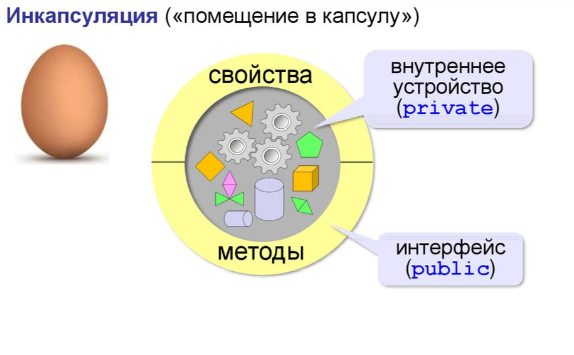 Инкапсуляция («помещение в капсулу»)
свойства
внутреннее
устройство
(private)
методы
интерфейс
(public)